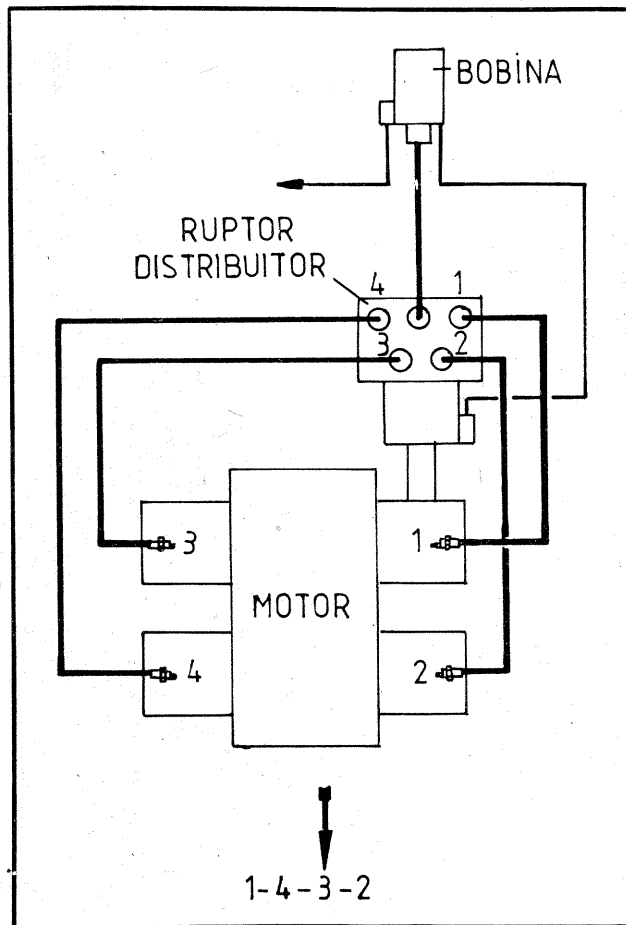 BOBİNA
RUPTOR
DISTRIBUITOR
4 1
3 2
3 1
MOTOR
4 2
1-4-3-2